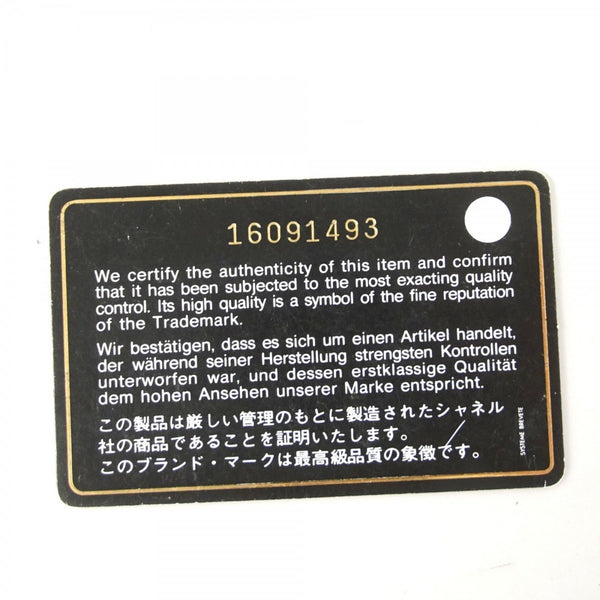 16091493
We certify the authenticity of this item and confirm
that it has been subjected to the most exacting quality
control. Its high quality is a symbol of the fine reputation
of the Trademark.
Wir bestätigen, dass es sich um einen Artikel handelt,
der während seiner Herstellung strengsten Kontrollen
unterworfen war, und dessen erstklassige Qualität
dem hohen Ansehen unserer Marke entspricht.
この製品は厳しい管理のもとに製造されたシャネル
社の商品であることを証明いたします。
このブランド・マークは最高級品質の象徴です。
SYSTEME BREVETE